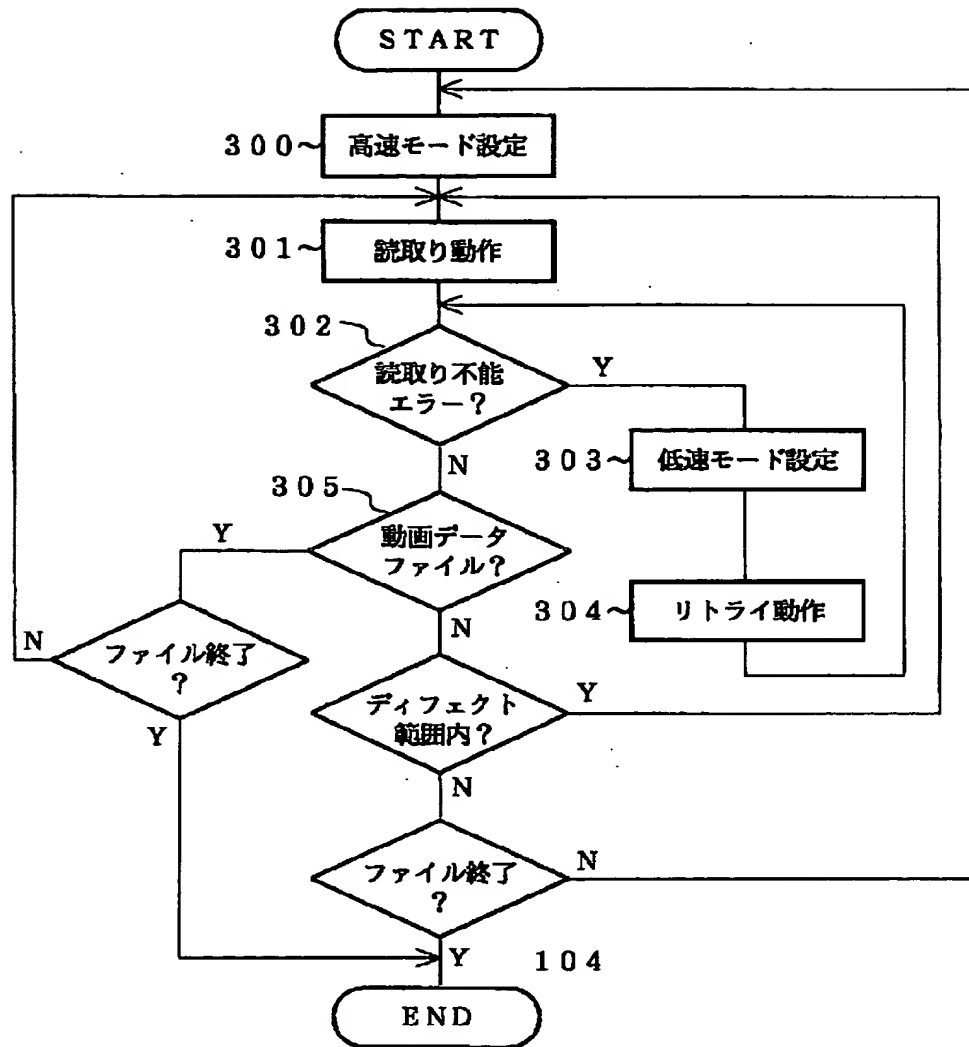 START
300~ 高速モード設定
301~ 読取り動作
302
読取り不能
エラー?
Y
N
303~ 低速モード設定
304~ リトライ動作
305
動画データ
ファイル?
Y
N
ファイル終了
?
N
Y
ディフェクト
範囲内?
Y
N
ファイル終了
?
N
Y
104
END